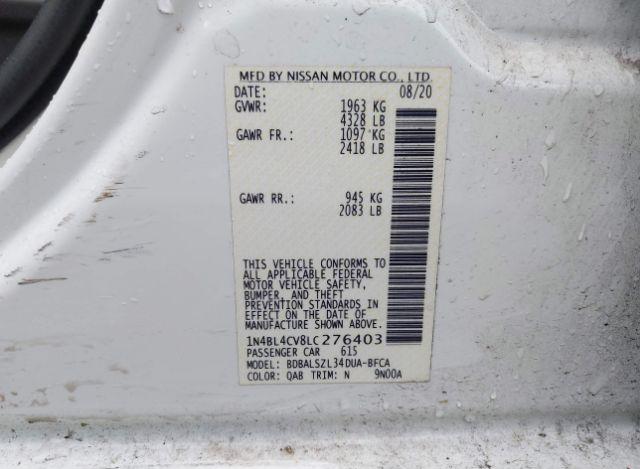 MFD BY NISSAN MOTOR CO., LTD.
DATE: 08/20
GVWR: 1963 KG
4328 LB
GAWR FR.: 1097 KG
2418 LB
GAWR RR.: 945 KG
2083 LB
THIS VEHICLE CONFORMS TO
ALL APPLICABLE FEDERAL
MOTOR VEHICLE SAFETY,
BUMPER, AND THEFT
PREVENTION STANDARDS IN
EFFECT ON THE DATE OF
MANUFACTURE SHOWN ABOVE.
1N4BL4CV8LC276403
PASSENGER CAR 615
MODEL: BDBALSZL34DUA-BFCA
COLOR: QAB TRIM: N 9N00A